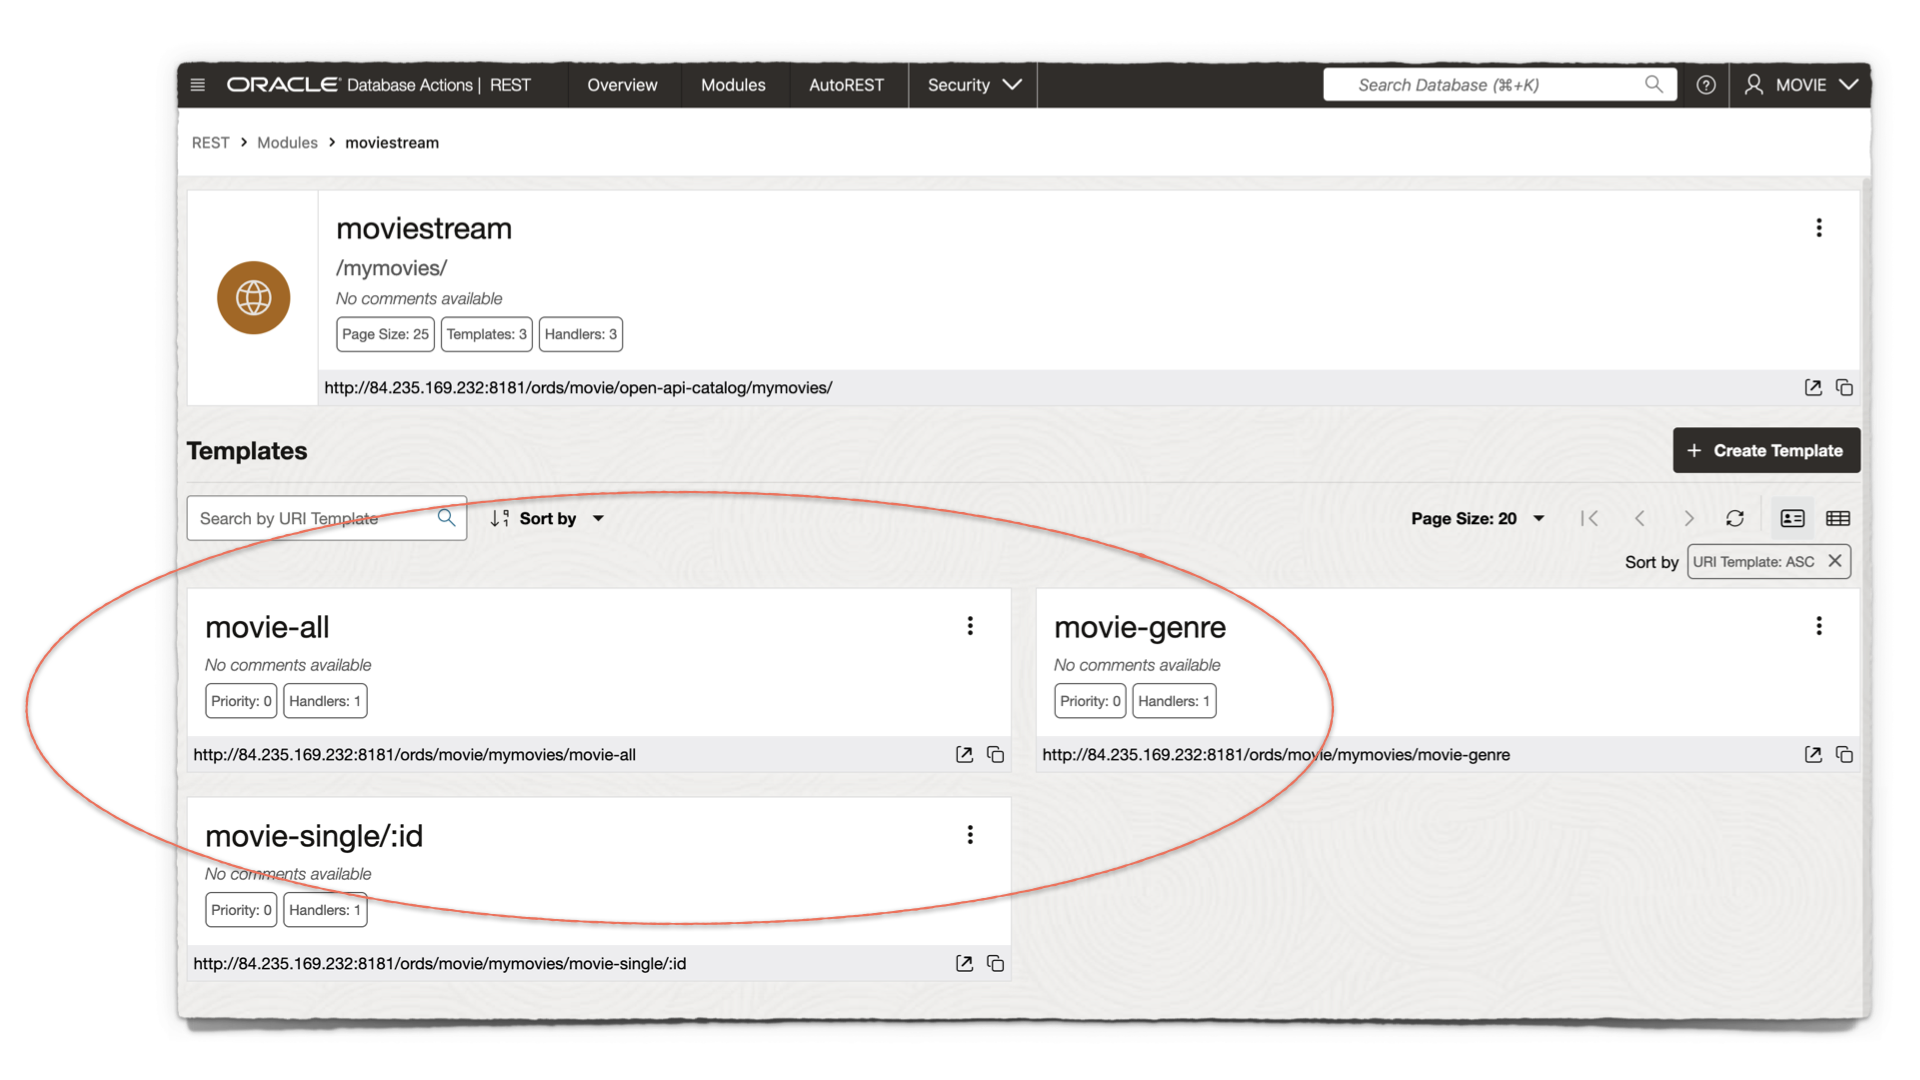 ORACLE Database Actions | REST Overview Modules AutoREST Security Search Database (⌘+K) MOVIE
REST > Modules > moviestream
moviestream
/mymovies/
No comments available
Page Size: 25 Templates: 3 Handlers: 3
http://84.235.169.232:8181/ords/movie/open-api-catalog/mymovies/
Templates
+ Create Template
Search by URI Template Sort by Page Size: 20
Sort by URI Template: ASC
movie-all
No comments available
Priority: 0 Handlers: 1
http://84.235.169.232:8181/ords/movie/mymovies/movie-all
movie-genre
No comments available
Priority: 0 Handlers: 1
http://84.235.169.232:8181/ords/movie/mymovies/movie-genre
movie-single/:id
No comments available
Priority: 0 Handlers: 1
http://84.235.169.232:8181/ords/movie/mymovies/movie-single/:id